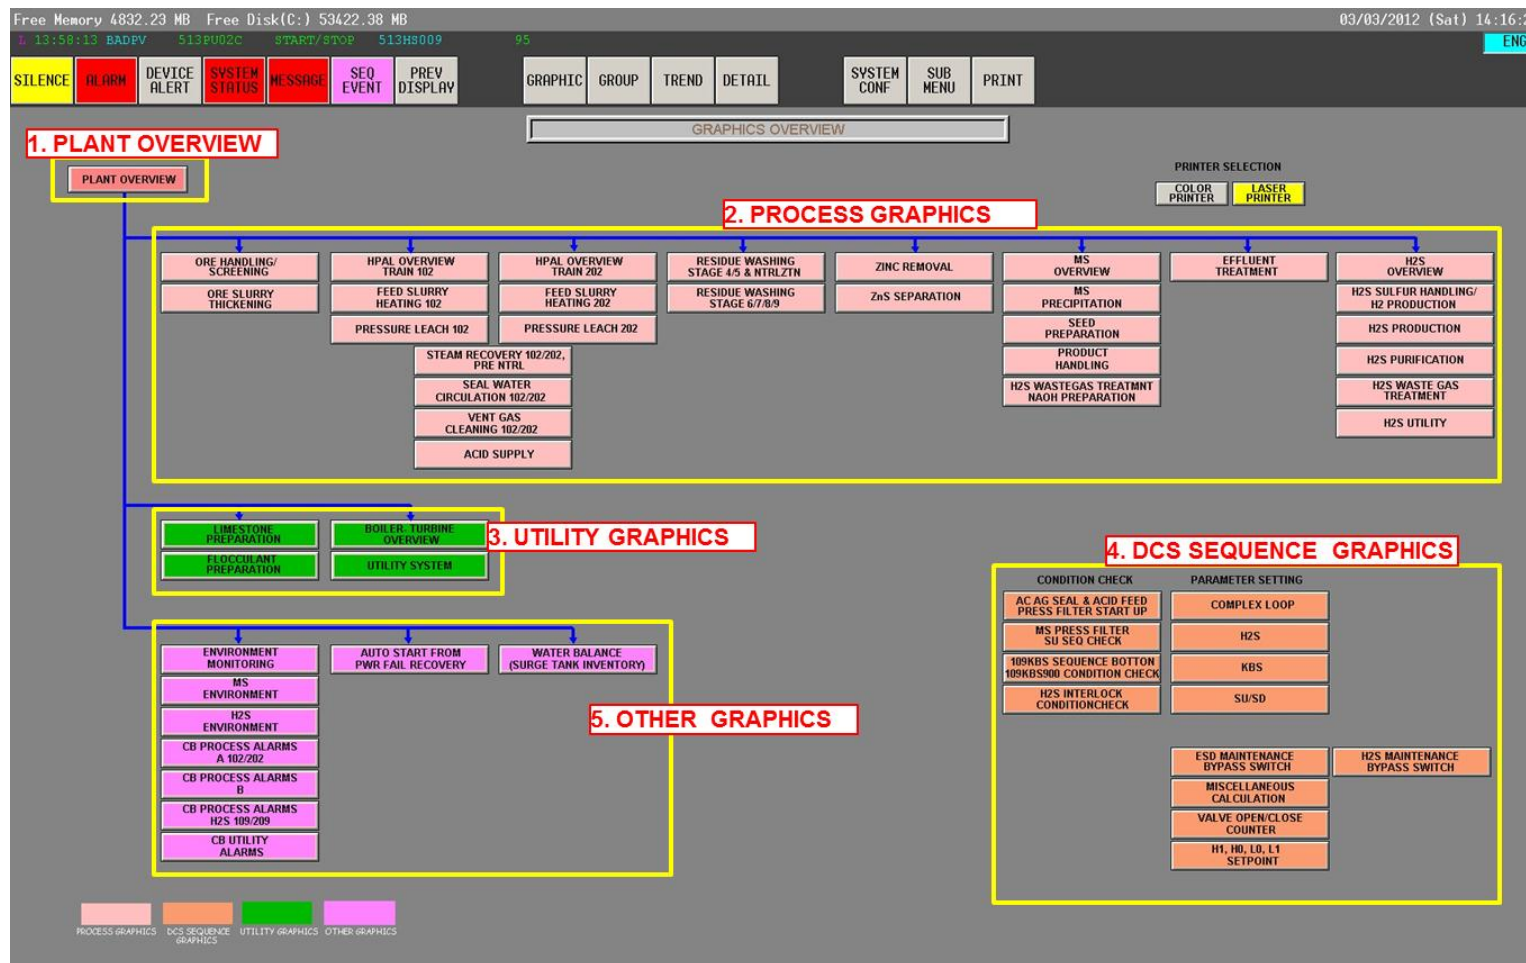 Free Memory 4832.23 MB Free Disk(C:) 53422.38 MB
03/03/2012 (Sat) 14:16:2
L 13:58:13 BADPV 513PU02C START/STOP 513HS009 95
ENG
SILENCE
ALARM
DEVICE
ALERT
SYSTEM
STATUS
MESSAGE
SEQ
EVENT
PREV
DISPLAY
GRAPHIC
GROUP
TREND
DETAIL
SYSTEM
CONF
SUB
MENU
PRINT
GRAPHICS OVERVIEW
1. PLANT OVERVIEW
PLANT OVERVIEW
PRINTER SELECTION
COLOR
PRINTER
LASER
PRINTER
2. PROCESS GRAPHICS
ORE HANDLING/
SCREENING
ORE SLURRY
THICKENING
HPAL OVERVIEW
TRAIN 102
FEED SLURRY
HEATING 102
PRESSURE LEACH 102
HPAL OVERVIEW
TRAIN 202
FEED SLURRY
HEATING 202
PRESSURE LEACH 202
STEAM RECOVERY 102/202,
PRE NTRL
SEAL WATER
CIRCULATION 102/202
VENT GAS
CLEANING 102/202
ACID SUPPLY
RESIDUE WASHING
STAGE 4/5 & NTRLZTN
RESIDUE WASHING
STAGE 6/7/8/9
ZINC REMOVAL
ZnS SEPARATION
MS
OVERVIEW
MS
PRECIPITATION
SEED
PREPARATION
PRODUCT
HANDLING
H2S WASTEGAS TREATMNT
NAOH PREPARATION
EFFLUENT
TREATMENT
H2S
OVERVIEW
H2S SULFUR HANDLING/
H2 PRODUCTION
H2S PRODUCTION
H2S PURIFICATION
H2S WASTE GAS
TREATMENT
H2S UTILITY
3. UTILITY GRAPHICS
LIMESTONE
PREPARATION
FLOCCULANT
PREPARATION
BOILER- TURBINE
OVERVIEW
UTILITY SYSTEM
4. DCS SEQUENCE GRAPHICS
CONDITION CHECK
AC AG SEAL & ACID FEED
PRESS FILTER START UP
MS PRESS FILTER
SU SEQ CHECK
109KBS SEQUENCE BOTTON
109KBS900 CONDITION CHECK
H2S INTERLOCK
CONDITIONCHECK
PARAMETER SETTING
COMPLEX LOOP
H2S
KBS
SU/SD
ESD MAINTENANCE
BYPASS SWITCH
H2S MAINTENANCE
BYPASS SWITCH
MISCELLANEOUS
CALCULATION
VALVE OPEN/CLOSE
COUNTER
H1, H0, L0, L1
SETPOINT
ENVIRONMENT
MONITORING
MS
ENVIRONMENT
H2S
ENVIRONMENT
CB PROCESS ALARMS
A 102/202
CB PROCESS ALARMS
B
CB PROCESS ALARMS
H2S 109/209
CB UTILITY
ALARMS
AUTO START FROM
PWR FAIL RECOVERY
WATER BALANCE
(SURGE TANK INVENTORY)
5. OTHER GRAPHICS
PROCESS GRAPHICS
DCS SEQUENCE
GRAPHICS
UTILITY GRAPHICS
OTHER GRAPHICS